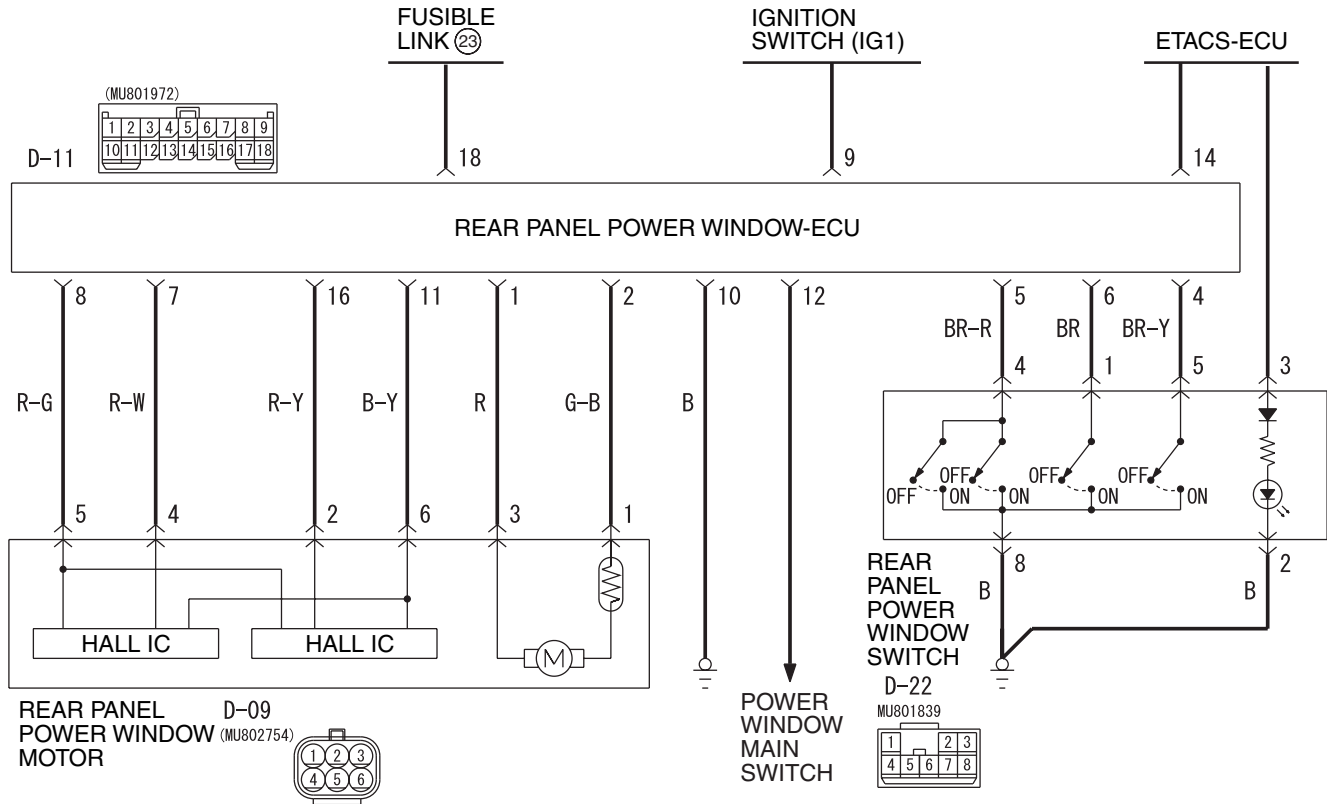 FUSIBLE
LINK 23
IGNITION
SWITCH (IG1)
ETACS-ECU
(MU801972)
1 2 3 4 5 6 7 8 9
10 11 12 13 14 15 16 17 18
D-11
18
9
14
REAR PANEL POWER WINDOW-ECU
8 7 16 11 1 2 10 12 5 6 4
BR-R BR BR-Y
4 1 5 3
R-G R-W R-Y B-Y R G-B B
OFF OFF OFF OFF
ON ON ON ON
5 4 2 6 3 1
8 2
B B
HALL IC HALL IC M
REAR
PANEL
POWER
WINDOW
SWITCH
D-22
MU801839
1 2 3
4 5 6 7 8
POWER
WINDOW
MAIN
SWITCH
REAR PANEL
POWER WINDOW
MOTOR
D-09
(MU802754)
1 2 3
4 5 6